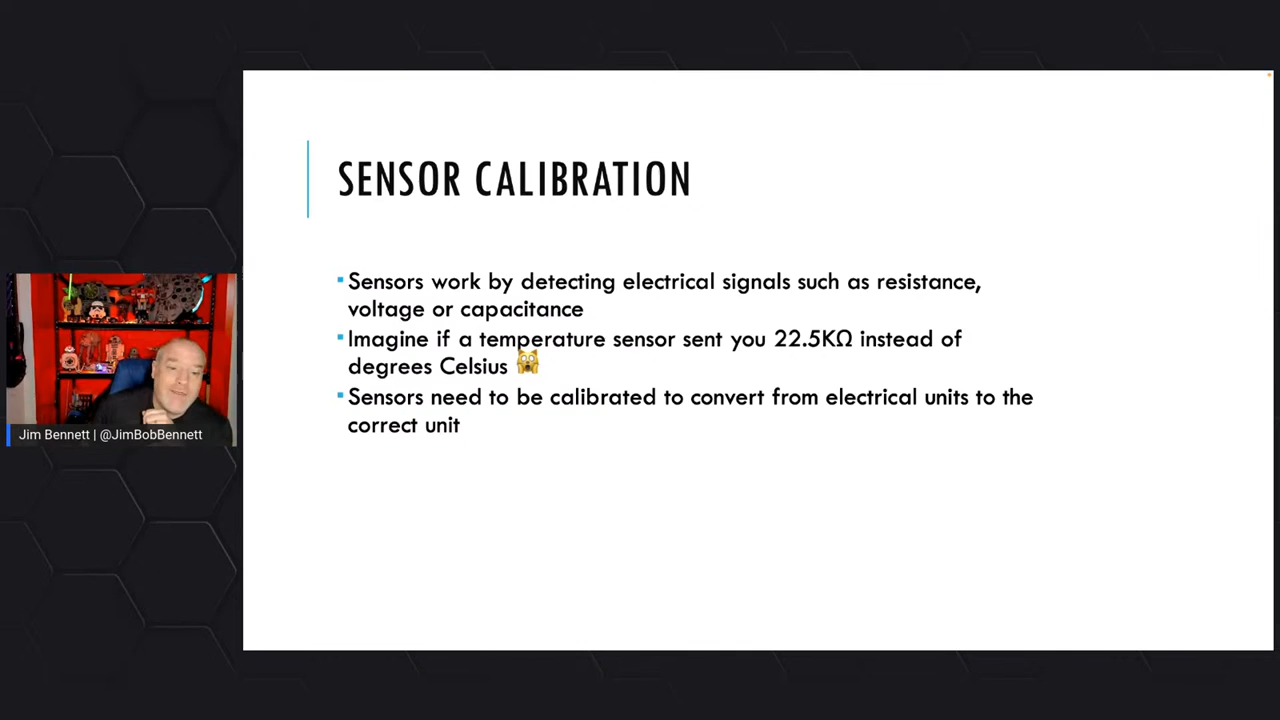 SENSOR CALIBRATION
▪Sensors work by detecting electrical signals such as resistance,
voltage or capacitance
▪Imagine if a temperature sensor sent you 22.5KΩ instead of
degrees Celsius 🙀
▪Sensors need to be calibrated to convert from electrical units to the
correct unit
Jim Bennett | @JimBobBennett